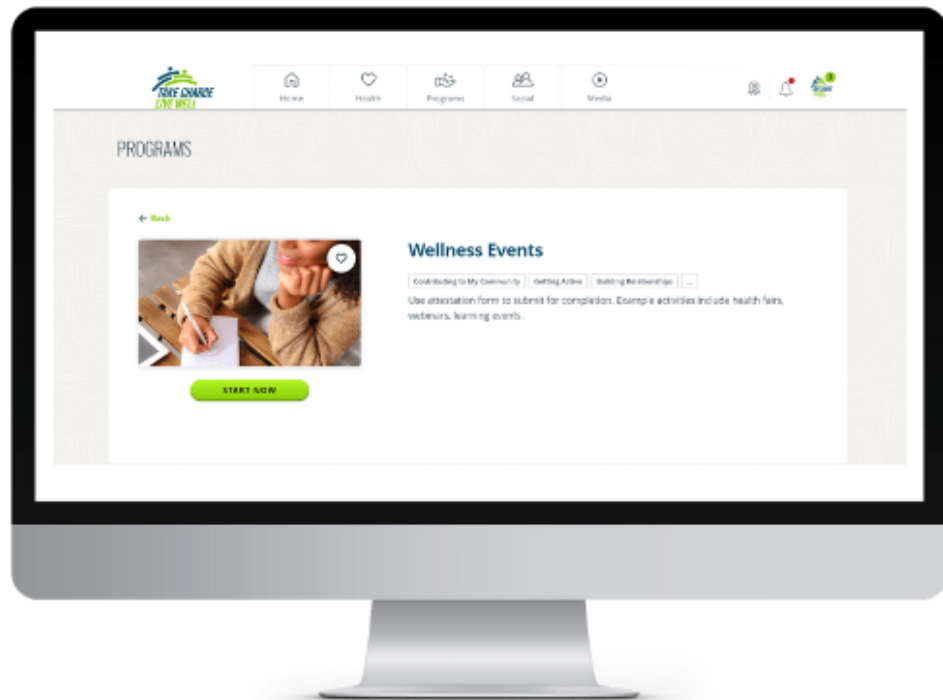 TAKE CHARGE
LIVE WELL
Home
Health
Programs
Social
Media
PROGRAMS
← Back
Wellness Events
Contributing to My Community
Getting Active
Building Relationships
...
Use attestation form to submit for completion. Example activities include health fairs,
webinars, learning events.
START NOW